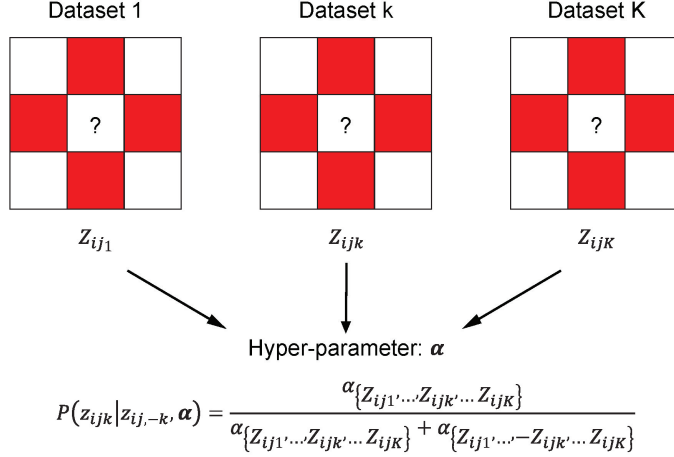 Dataset 1 Dataset k Dataset K
? ? ?
Z_{ij_1} Z_{ijk} Z_{ijK}
Hyper-parameter: α
P(z_{ijk}|z_{ij,-k}, α) = \frac{α_{\{Z_{ij1},…,Z_{ijk},… Z_{ijK}\}}}{α_{\{Z_{ij1},…,Z_{ijk},… Z_{ijK}\}} + α_{\{Z_{ij1},…,-Z_{ijk},… Z_{ijK}\}}}